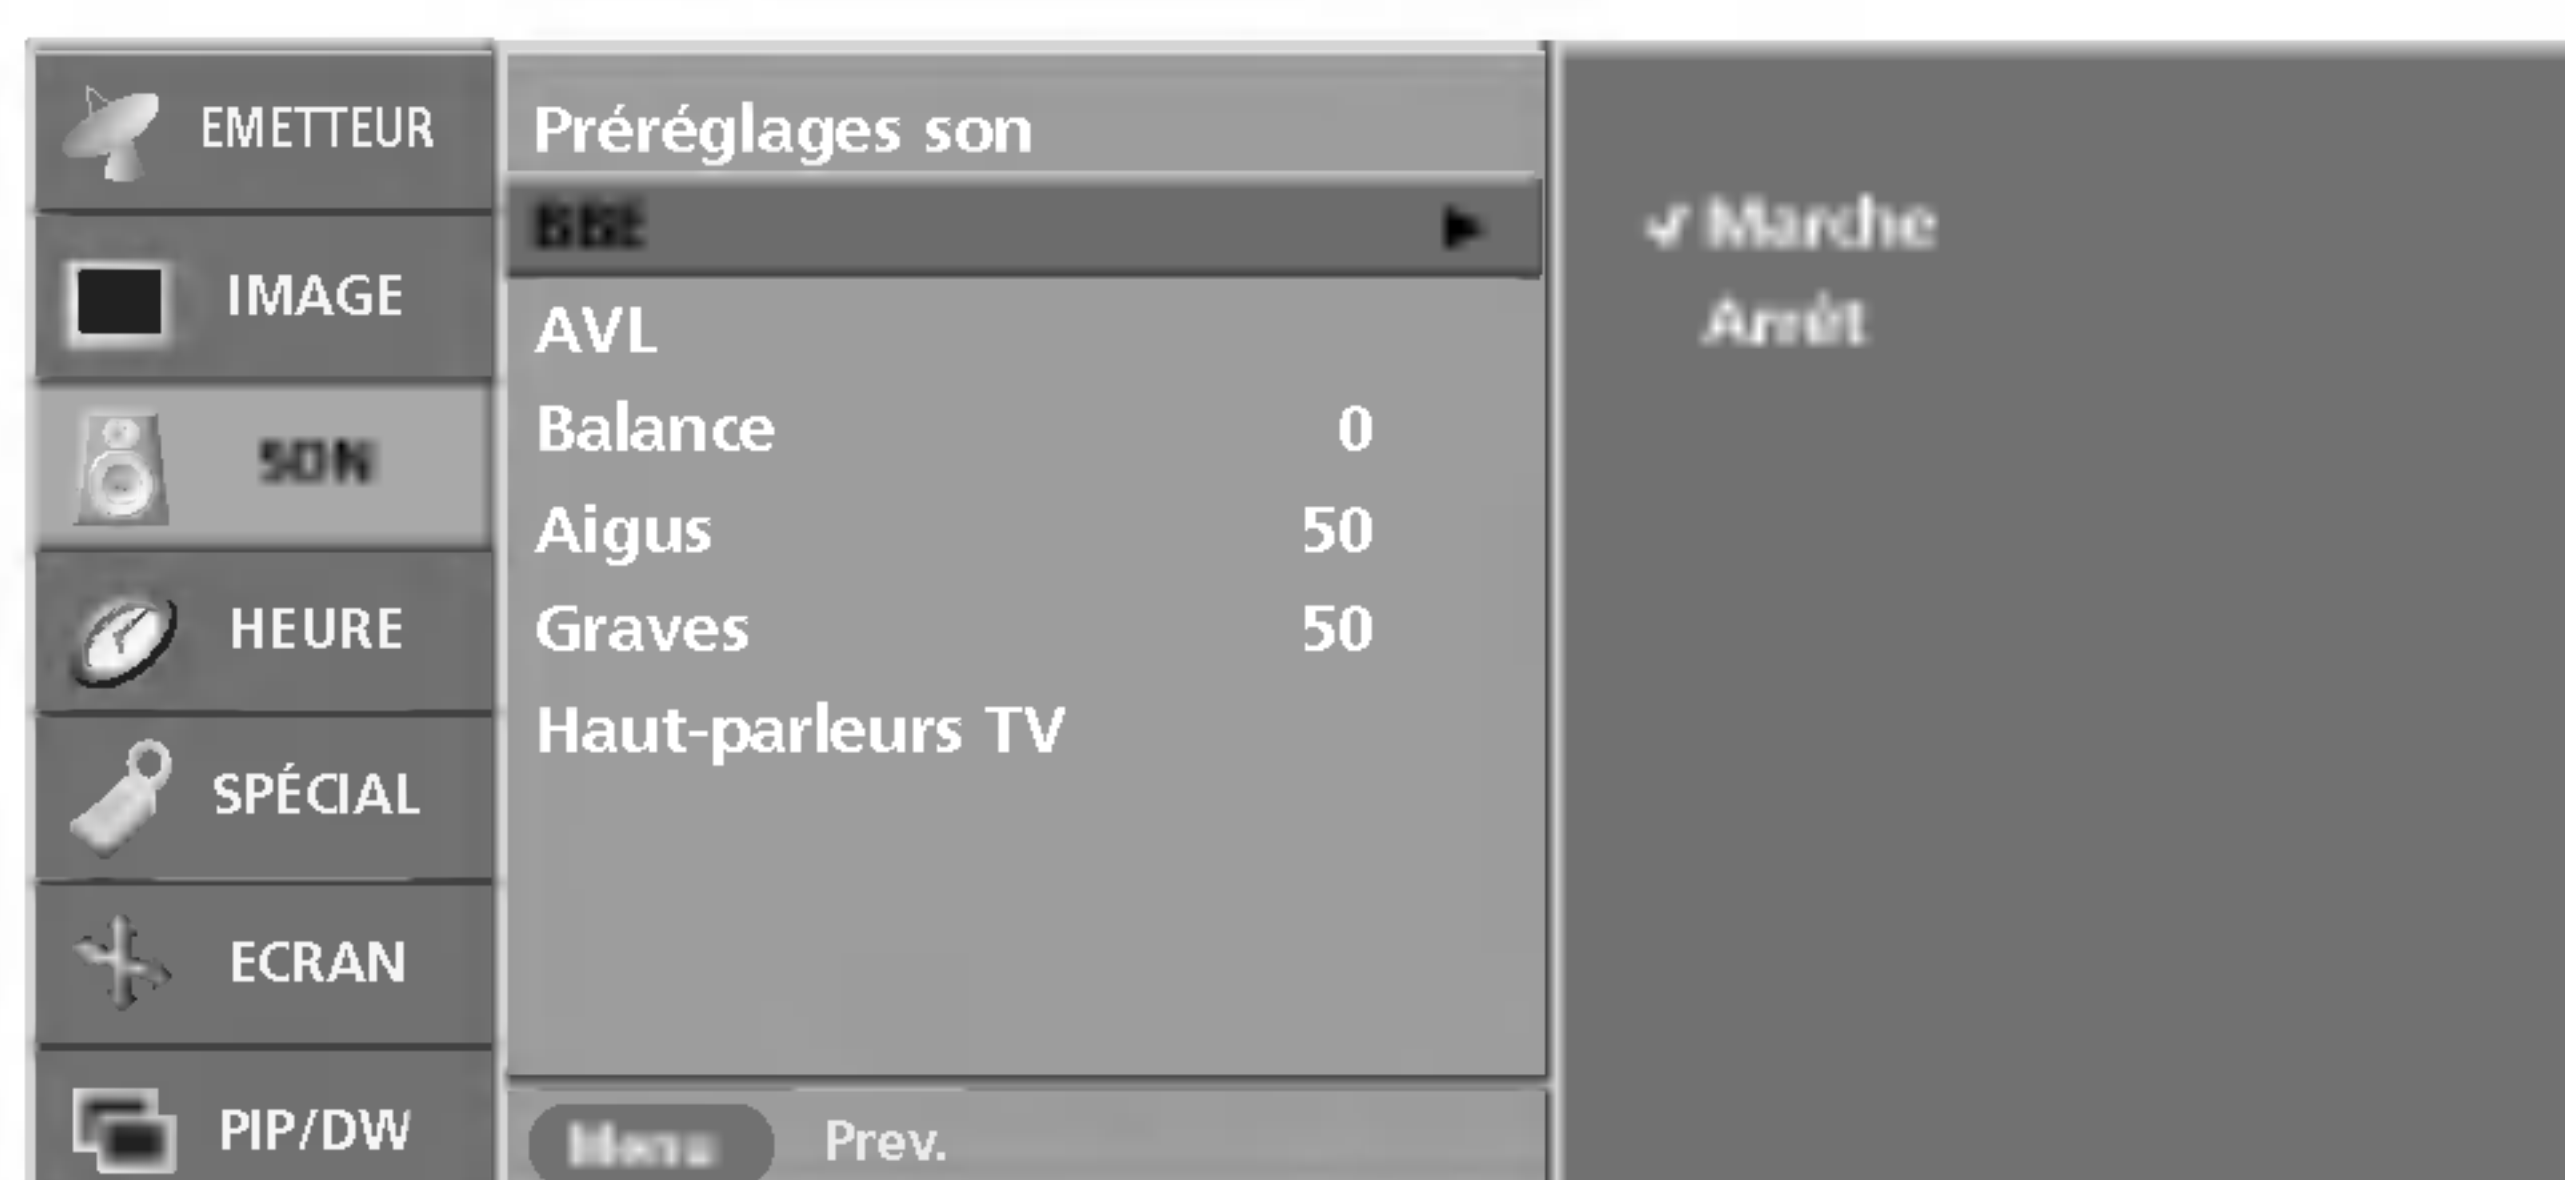 EMETTEUR
IMAGE
SON
HEURE
SPÉCIAL
ECRAN
PIP/DW
Préréglages son
BBE
AVL
Balance 0
Aigus 50
Graves 50
Haut-parleurs TV
Menu Prev.
✓ Marche
Arrêt